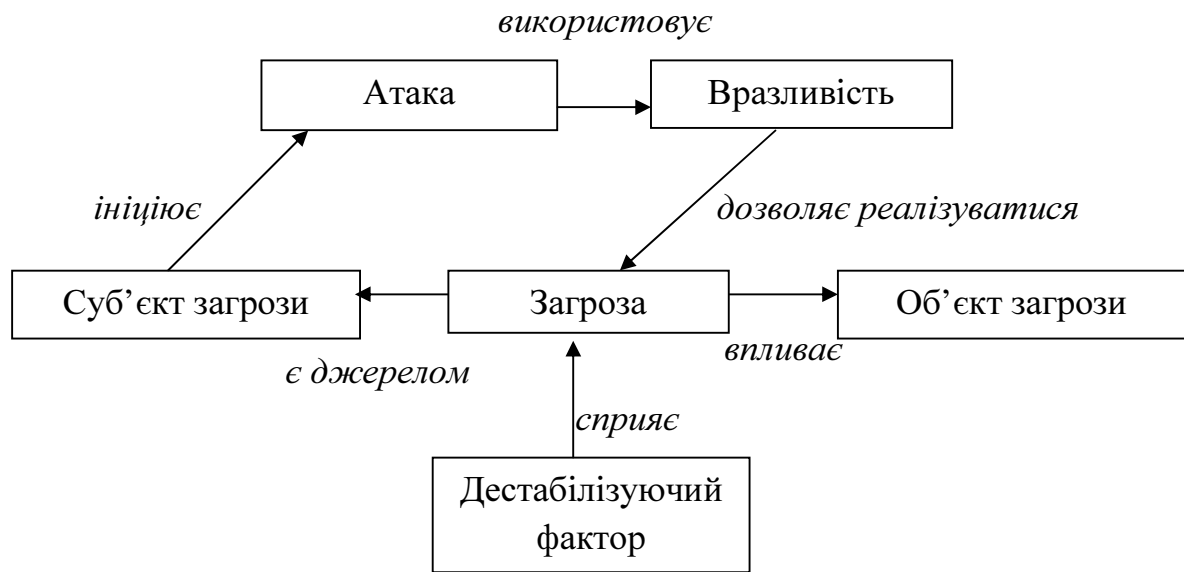 використовує
Атака
Вразливість
ініціює
дозволяє реалізуватися
Суб’єкт загрози
Загроза
Об’єкт загрози
є джерелом
впливає
сприяє
Дестабілізуючий
фактор